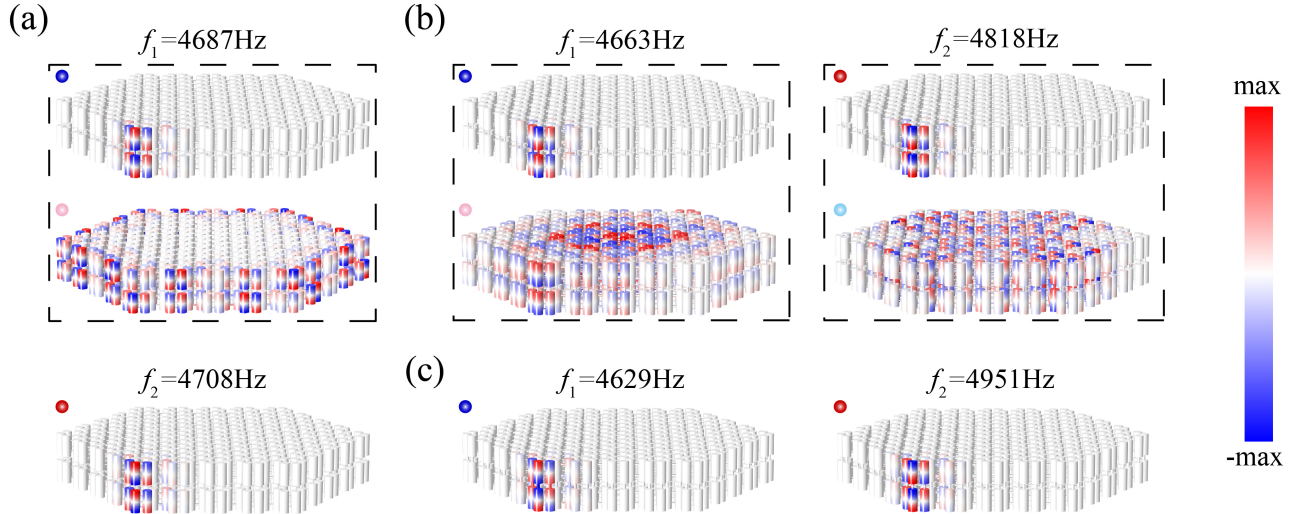 (a)
f₁=4687Hz
(b)
f₁=4663Hz
f₂=4818Hz
max
f₂=4708Hz
(c)
f₁=4629Hz
f₂=4951Hz
-max